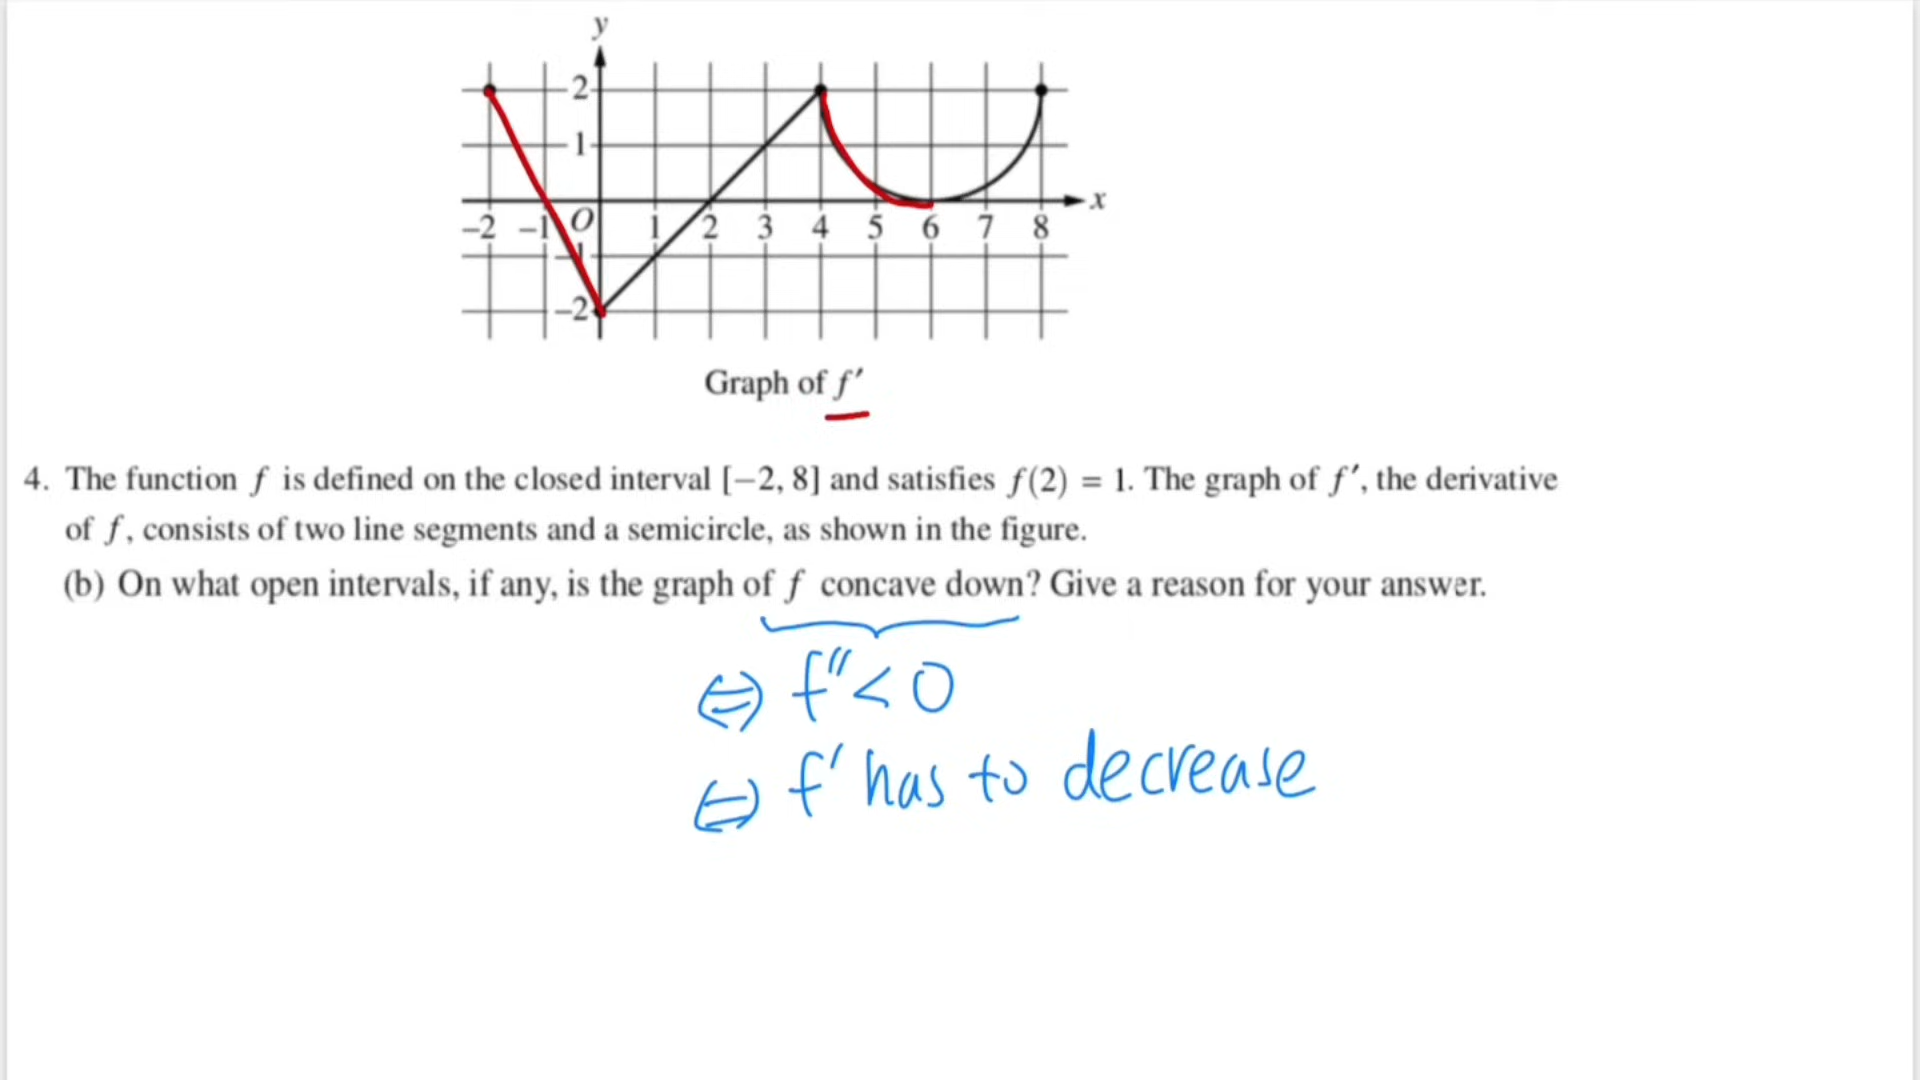 y
2
1
x
-2 -1 O 1 2 3 4 5 6 7 8
-1
-2
Graph of f′
4. The function f is defined on the closed interval [−2, 8] and satisfies f(2) = 1. The graph of f′, the derivative
of f, consists of two line segments and a semicircle, as shown in the figure.
(b) On what open intervals, if any, is the graph of f concave down? Give a reason for your answer.
⇔ f″<0
⇔ f′ has to decrease